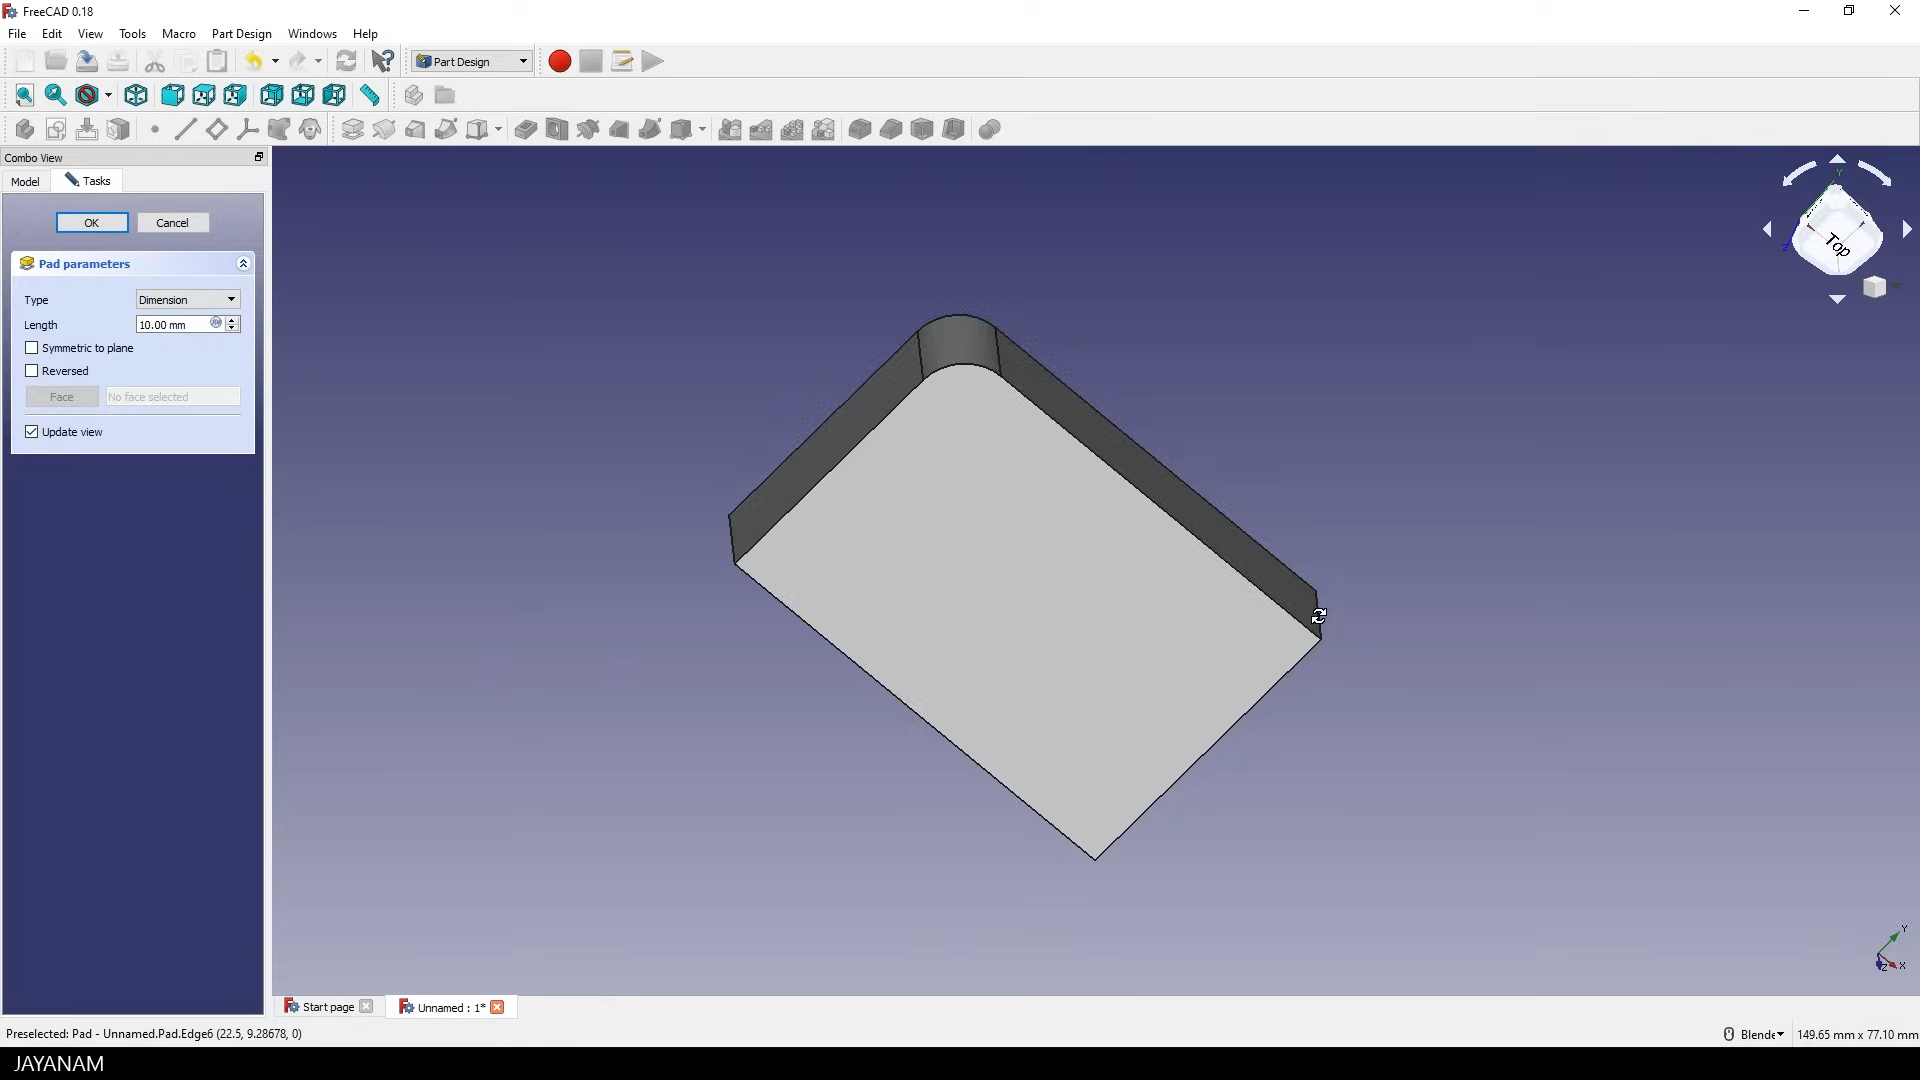 FreeCAD 0.18
File Edit View Tools Macro Part Design Windows Help
Part Design
Combo View
Model Tasks
OK Cancel
Pad parameters
Type Dimension
Length 10.00 mm
Symmetric to plane
Reversed
Face No face selected
Update view
Y
Z
Top
Y
Z X
Start page Unnamed : 1*
Preselected: Pad - Unnamed.Pad.Edge6 (22.5, 9.28678, 0) Blende 149.65 mm x 77.10 mm
JAYANAM